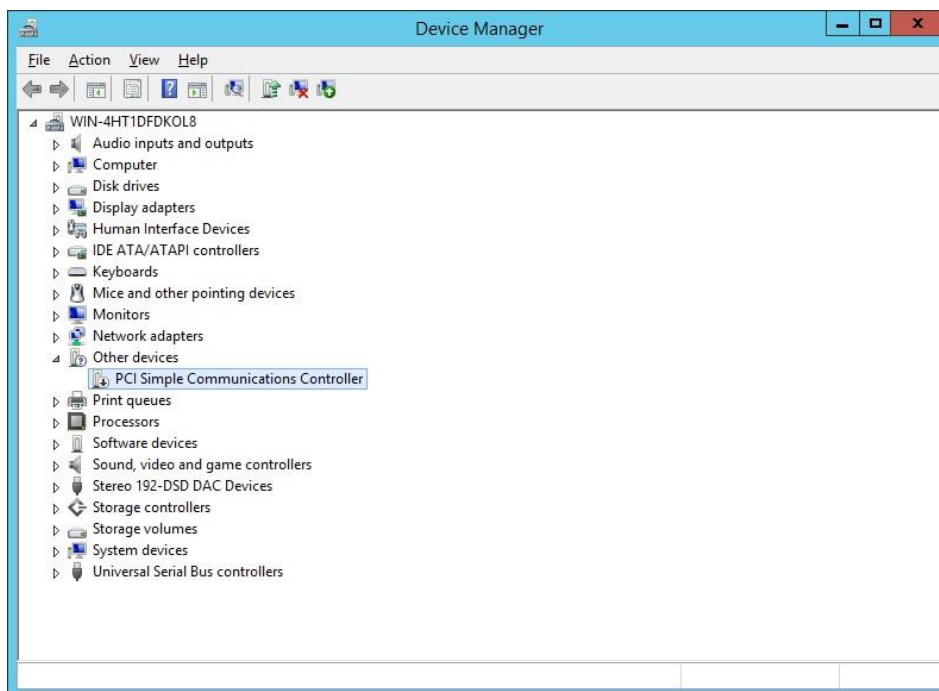 Device Manager
File Action View Help
WIN-4HT1DFDKOL8
Audio inputs and outputs
Computer
Disk drives
Display adapters
Human Interface Devices
IDE ATA/ATAPI controllers
Keyboards
Mice and other pointing devices
Monitors
Network adapters
Other devices
PCI Simple Communications Controller
Print queues
Processors
Software devices
Sound, video and game controllers
Stereo 192-DSD DAC Devices
Storage controllers
Storage volumes
System devices
Universal Serial Bus controllers